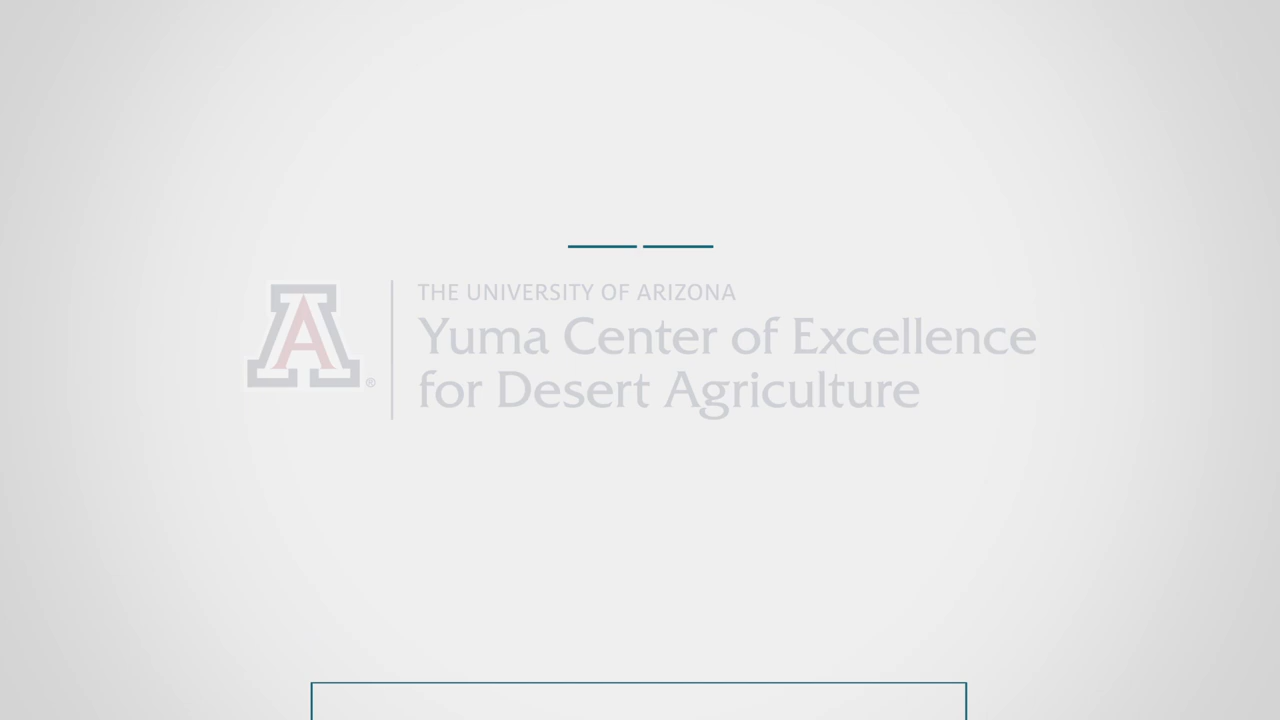 A®
THE UNIVERSITY OF ARIZONA
Yuma Center of Excellence
for Desert Agriculture